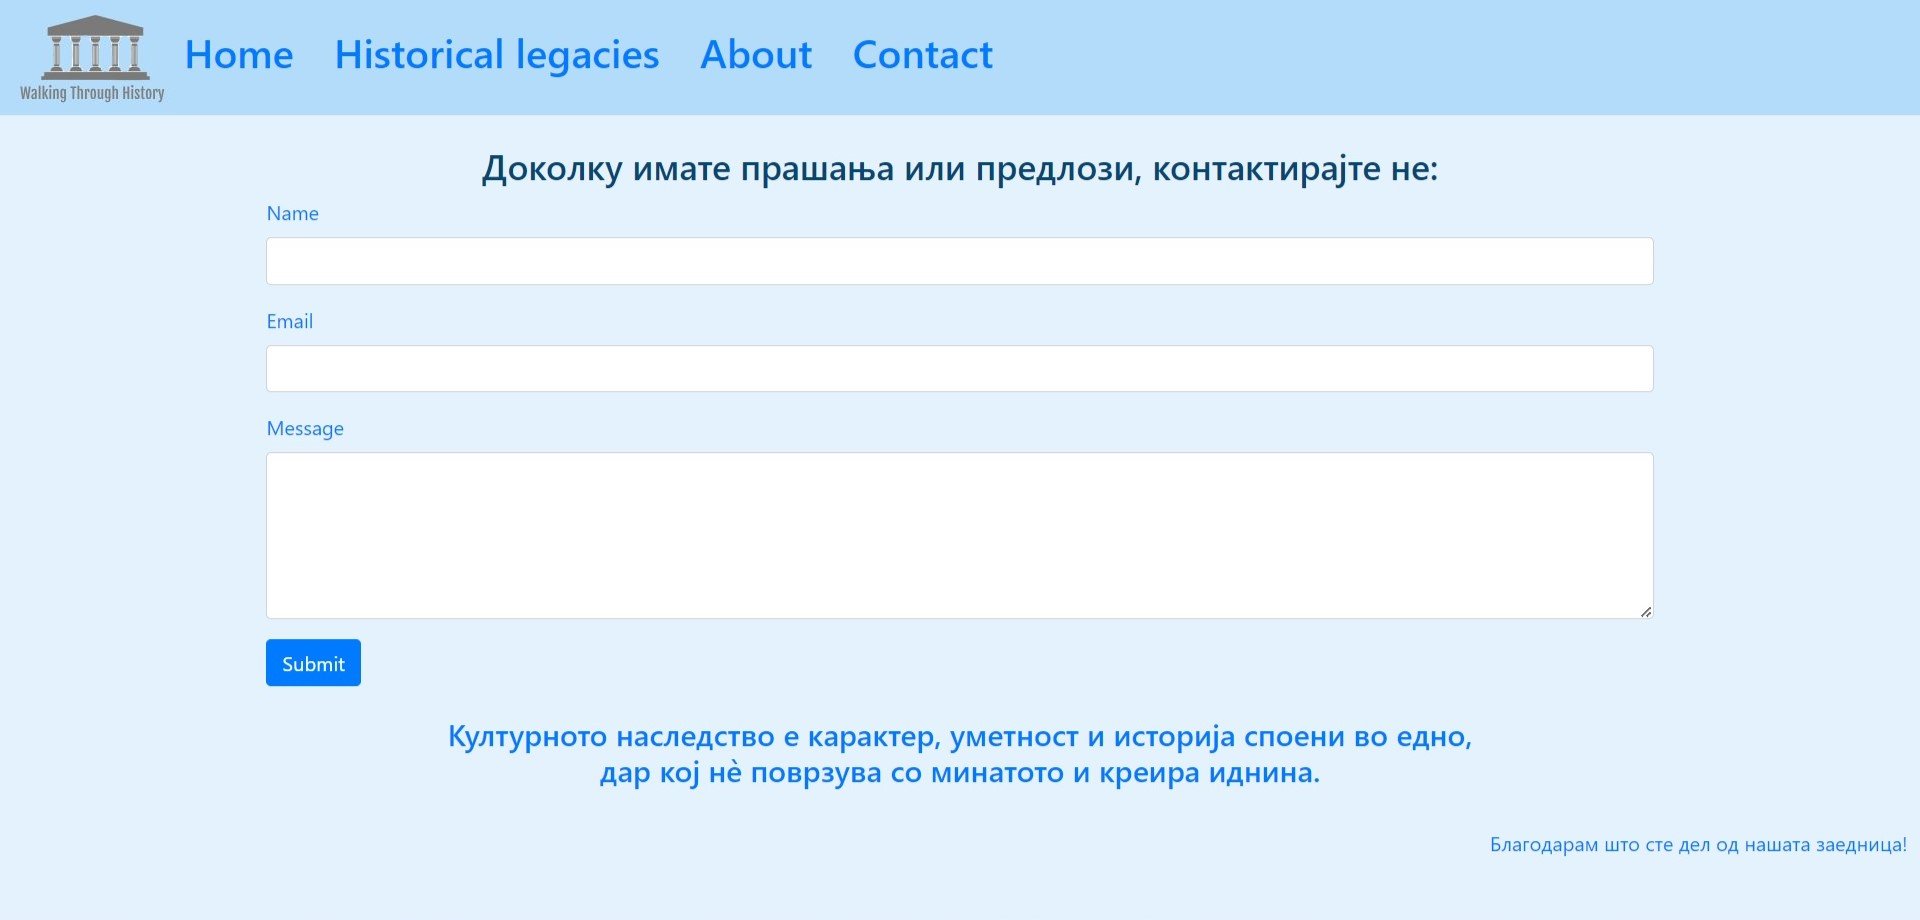 Walking Through History
Home Historical legacies About Contact
Доколку имате прашања или предлози, контактирајте не:
Name
Email
Message
Submit
Културното наследство е карактер, уметност и историја споени во едно,
дар кој нѐ поврзува со минатото и креира иднина.
Благодарам што сте дел од нашата заедница!